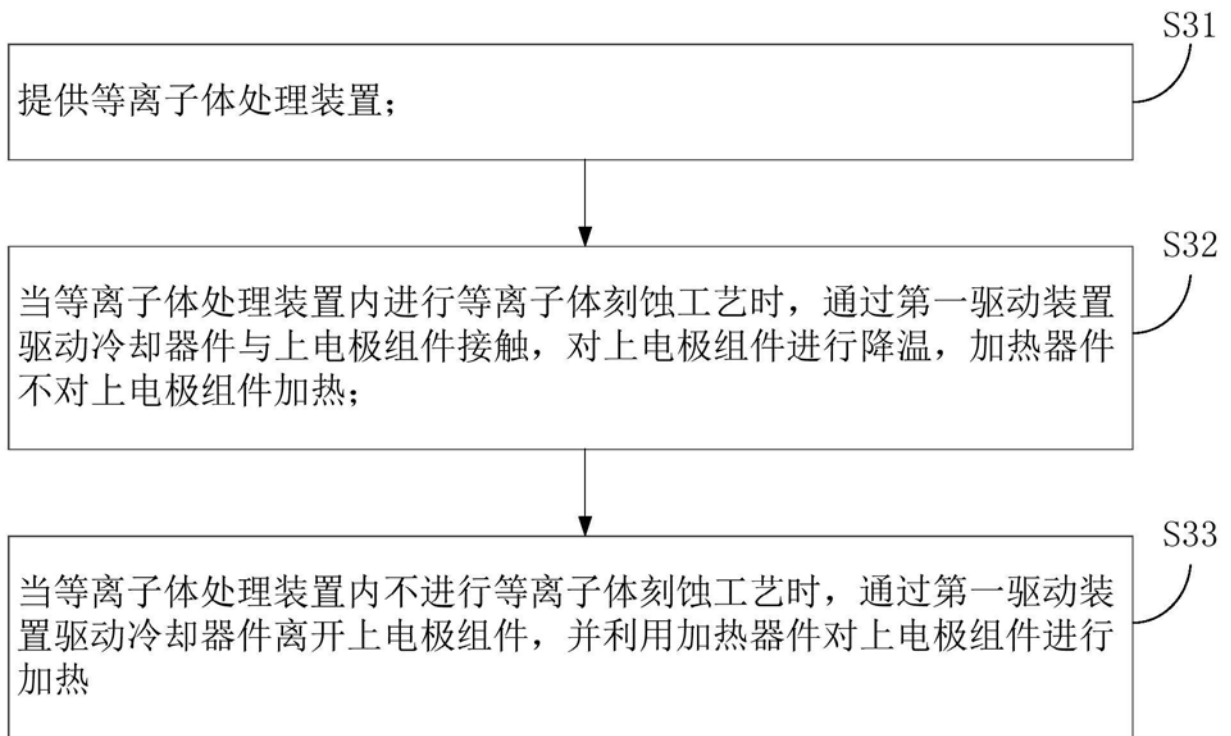 S31
提供等离子体处理装置;
S32
当等离子体处理装置内进行等离子体刻蚀工艺时，通过第一驱动装置
驱动冷却器件与上电极组件接触，对上电极组件进行降温，加热器件
不对上电极组件加热;
S33
当等离子体处理装置内不进行等离子体刻蚀工艺时，通过第一驱动装
置驱动冷却器件离开上电极组件，并利用加热器件对上电极组件进行
加热